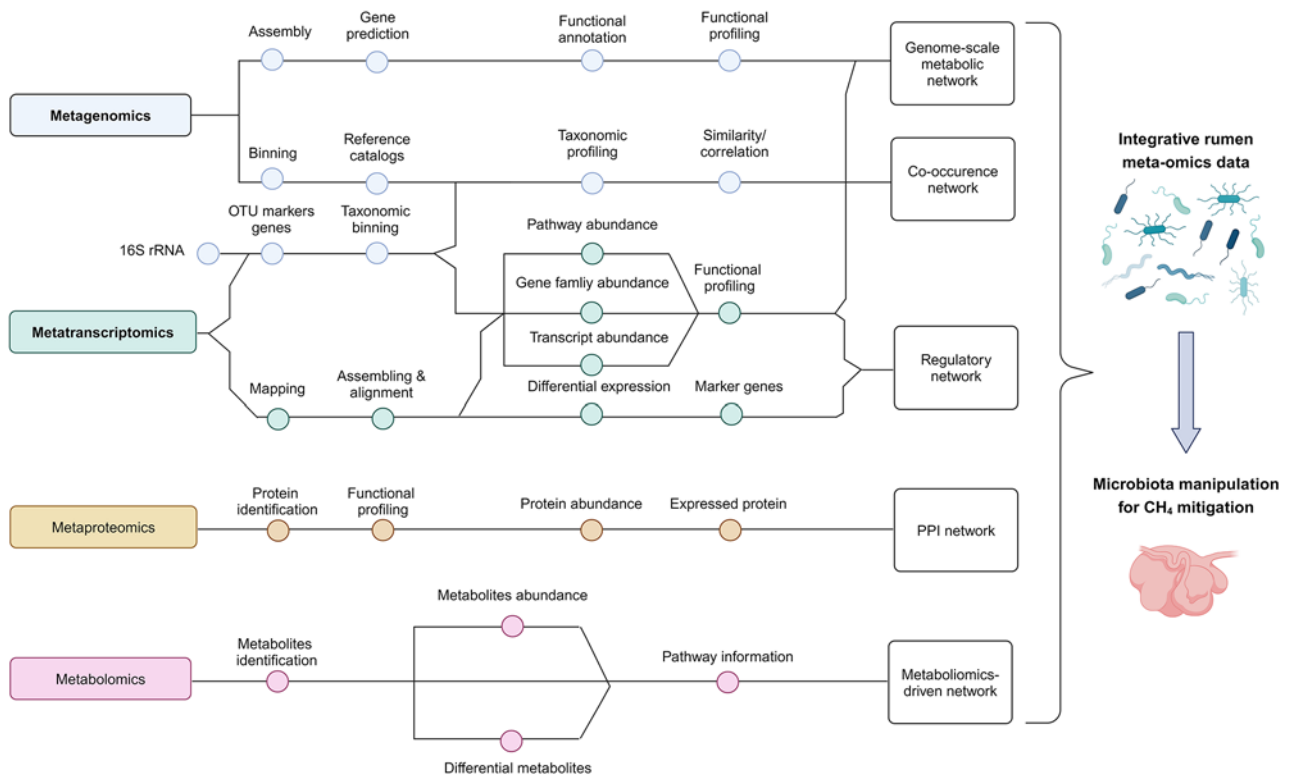 Assembly
Gene
prediction
Functional
annotation
Functional
profiling
Genome-scale
metabolic
network
Metagenomics
Binning
Reference
catalogs
Taxonomic
profiling
Similarity/
correlation
Co-occurence
network
Integrative rumen
meta-omics data
16S rRNA
OTU markers
genes
Taxonomic
binning
Pathway abundance
Gene famliy abundance
Transcript abundance
Functional
profiling
Metatranscriptomics
Mapping
Assembling &
alignment
Differential expression
Marker genes
Regulatory
network
Metaproteomics
Protein
identification
Functional
profiling
Protein abundance
Expressed protein
PPI network
Microbiota manipulation
for CH₄ mitigation
Metabolomics
Metabolites
identification
Metabolites abundance
Differential metabolites
Pathway information
Metaboliomics-
driven network